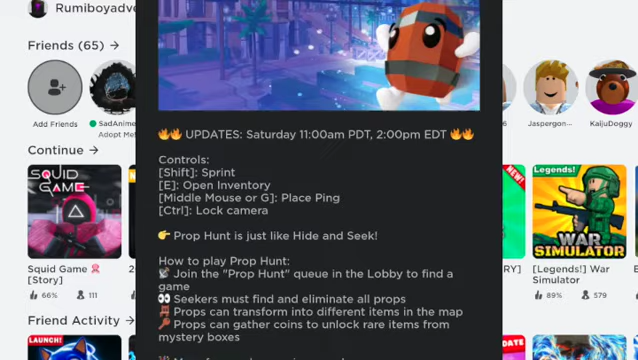 Rumiboyadve
Friends (65) →
Add Friends
SadAnime
Adopt Me
Jaspergon...
KaijuDoggy
🔥🔥 UPDATES: Saturday 11:00am PDT, 2:00pm EDT 🔥🔥
Controls:
[Shift]: Sprint
[E]: Open Inventory
[Middle Mouse or G]: Place Ping
[Ctrl]: Lock camera
👉 Prop Hunt is just like Hide and Seek!
How to play Prop Hunt:
Join the "Prop Hunt" queue in the Lobby to find a
game
👀 Seekers must find and eliminate all props
Props can transform into different items in the map
Props can gather coins to unlock rare items from
mystery boxes
Continue →
SQUID
GAME
Squid Game
[Story]
66% 111
NEW!
RY]
Legends!
WAR
SIMULATOR
[Legends!] War
Simulator
89% 579
Friend Activity →